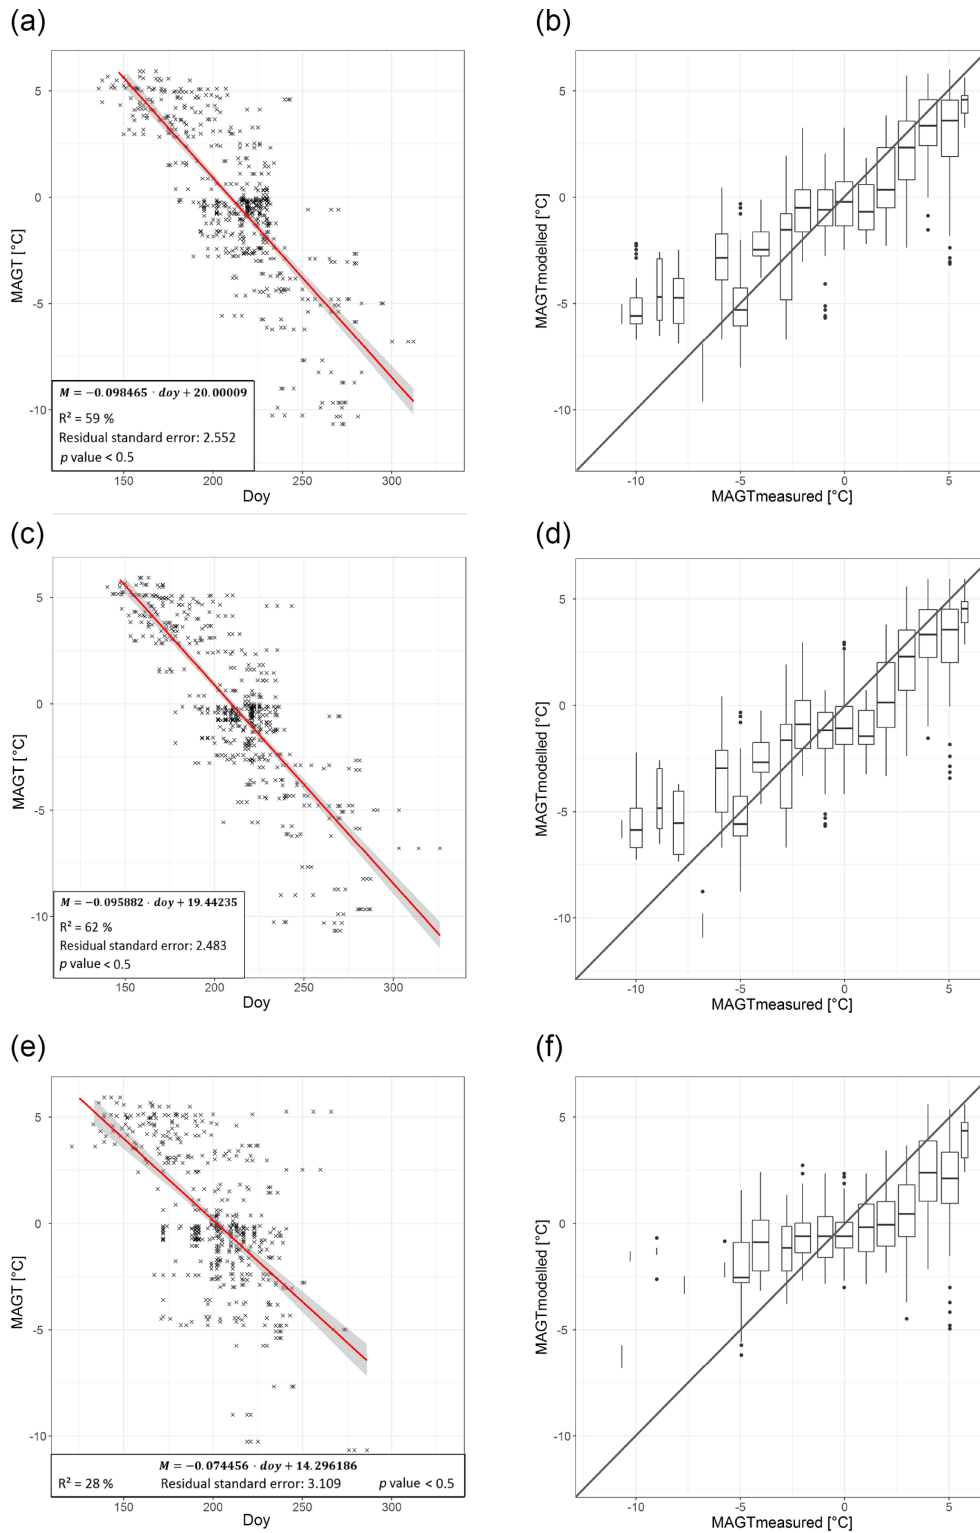 (a)
(b)
5
0
-5
-10
MAGT [°C]
M = −0.098465 · doy + 20.00009
R² = 59 %
Residual standard error: 2.552
p value < 0.5
150
200
250
300
Doy
5
0
-5
-10
MAGTmodelled [°C]
-10
-5
0
5
MAGTmeasured [°C]
(c)
(d)
5
0
-5
-10
MAGT [°C]
M = −0.095882 · doy + 19.44235
R² = 62 %
Residual standard error: 2.483
p value < 0.5
150
200
250
300
Doy
5
0
-5
-10
MAGTmodelled [°C]
-10
-5
0
5
MAGTmeasured [°C]
(e)
(f)
5
0
-5
-10
MAGT [°C]
M = −0.074456 · doy + 14.296186
R² = 28 % Residual standard error: 3.109 p value < 0.5
150
200
250
300
Doy
5
0
-5
-10
MAGTmodelled [°C]
-10
-5
0
5
MAGTmeasured [°C]